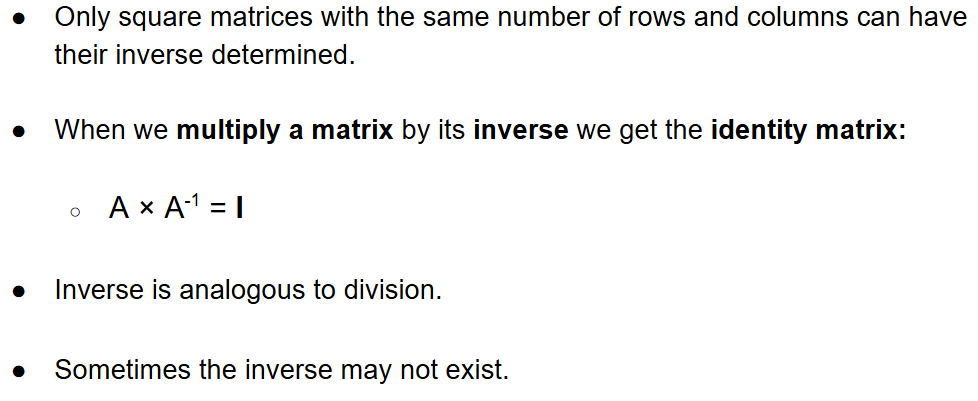 ● Only square matrices with the same number of rows and columns can have
their inverse determined.
● When we multiply a matrix by its inverse we get the identity matrix:
○ A × A⁻¹ = I
● Inverse is analogous to division.
● Sometimes the inverse may not exist.